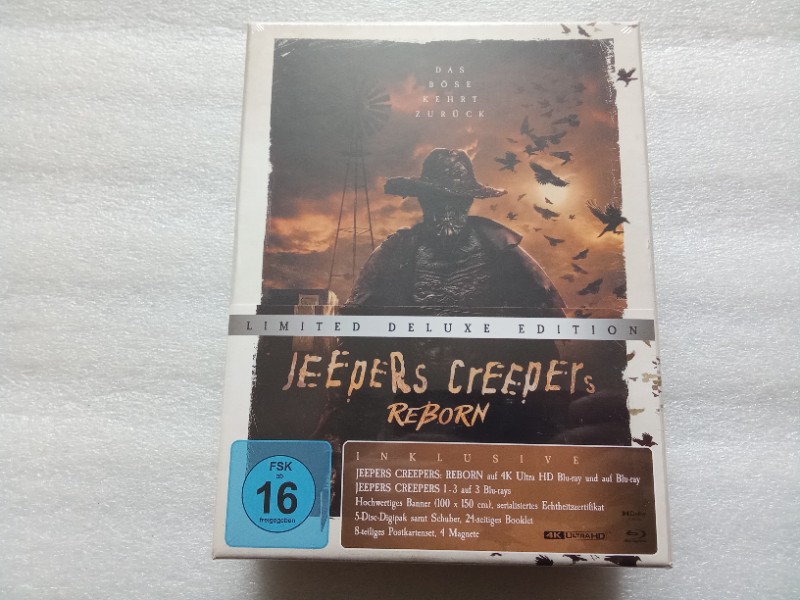 DAS
BÖSE
KEHRT
ZURÜCK
LIMITED DELUXE EDITION
JEEPERS CREEPERS
REBORN
INKLUSIVE
JEEPERS CREEPERS: REBORN auf 4K Ultra HD Blu-ray und auf Blu-ray
JEEPERS CREEPERS 1-3 auf 3 Blu-rays
Hochwertiges Banner (100 x 150 cm), serialisiertes Echtheitszertifikat
5-Disc-Digipak samt Schuber, 24-seitiges Booklet
8-teiliges Postkartenset, 4 Magnete
4K ULTRA HD
FSK
ab
16
freigegeben